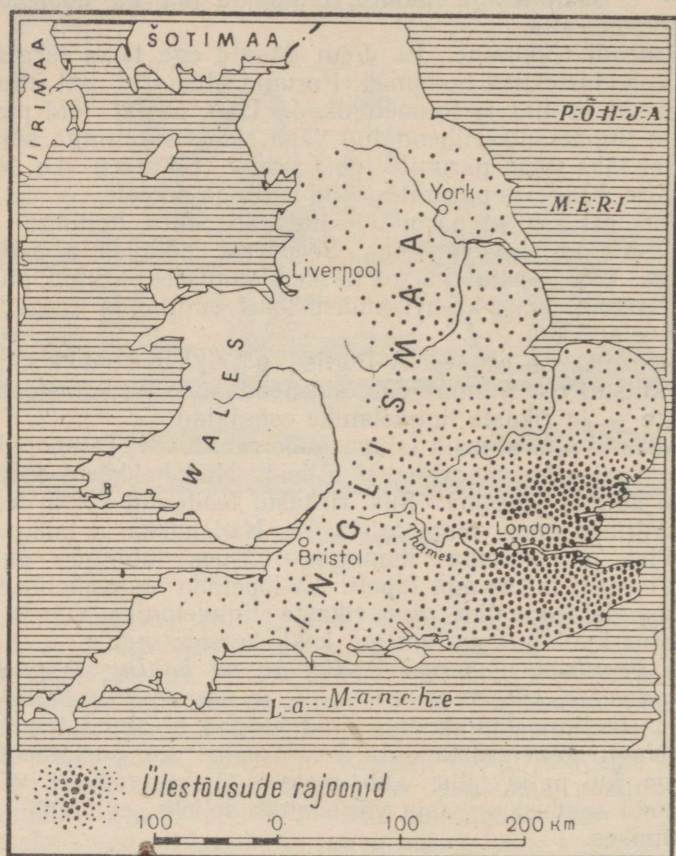 ŠOTIMAA
IIRIMAA
PÕHJA
MERI
York
Liverpool
INGLISMAA
WALES
London
Thames
Bristol
La Manche
Ülestõusude rajoonid
100 0 100 200 км